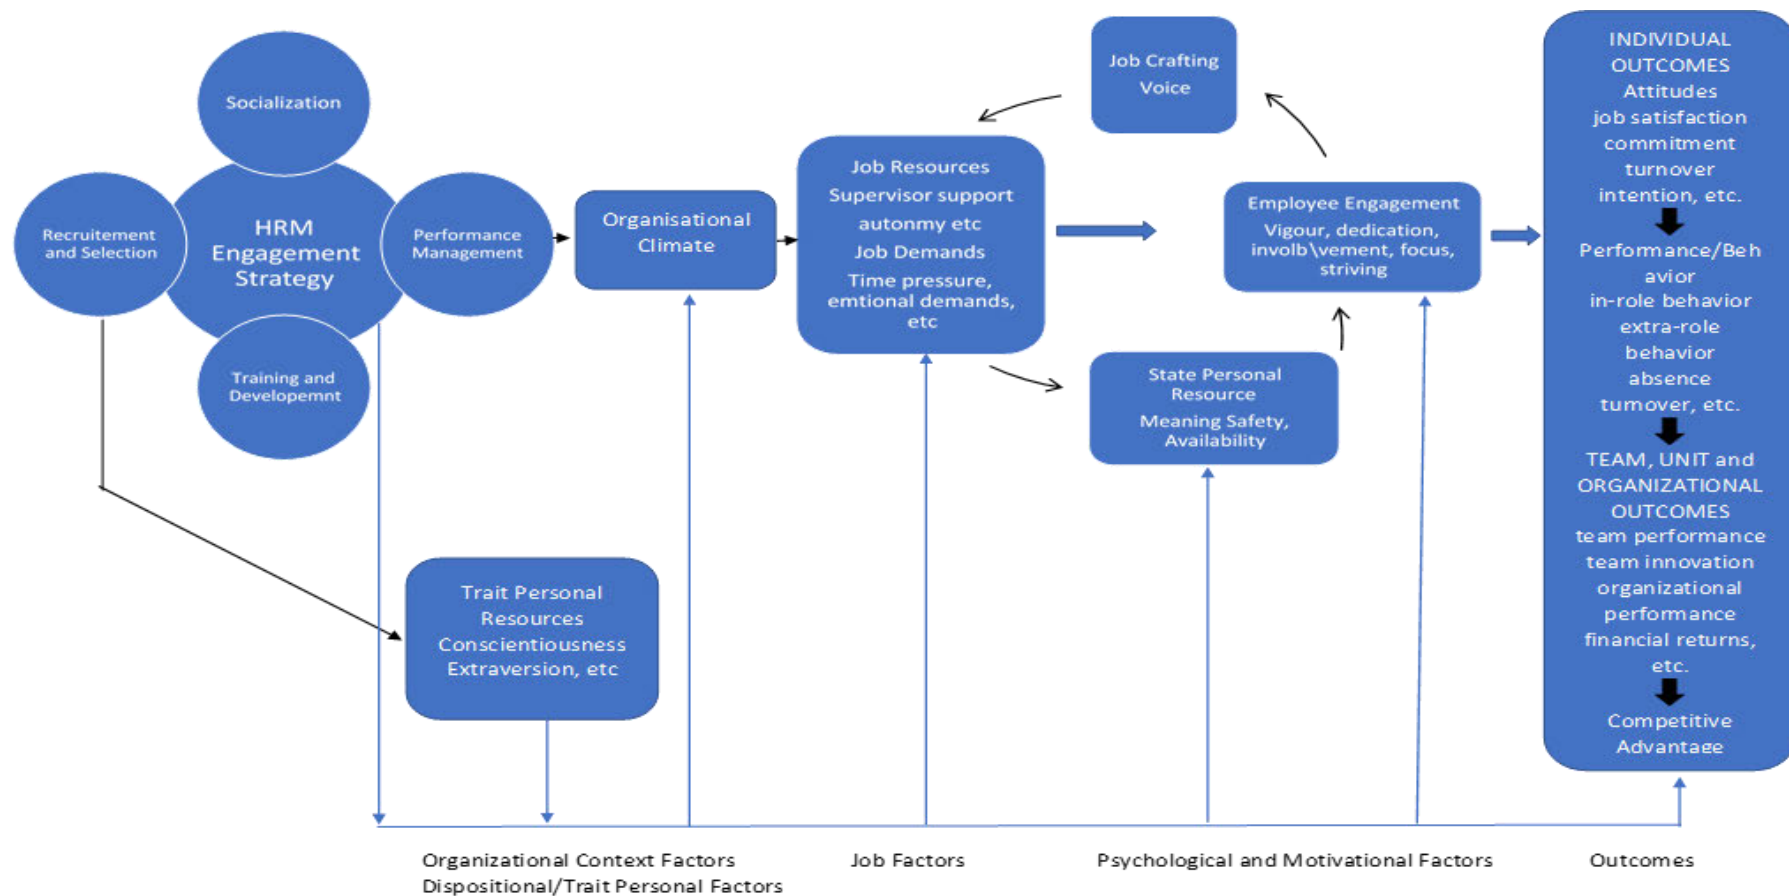 Socialization
Recruitement
and Selection
HRM
Engagement
Strategy
Performance
Management
Training and
Developemnt
Organisational
Climate
Job Resources
Supervisor support
autonmy etc
Job Demands
Time pressure,
emtional demands,
etc
Job Crafting
Voice
Employee Engagement
Vigour, dedication,
involb\vement, focus,
striving
State Personal
Resource
Meaning Safety,
Availability
Trait Personal
Resources
Conscientiousness
Extraversion, etc
INDIVIDUAL
OUTCOMES
Attitudes
job satisfaction
commitment
turnover
intention, etc.
Performance/Beh
avior
in-role behavior
extra-role
behavior
absence
turnover, etc.
TEAM, UNIT and
ORGANIZATIONAL
OUTCOMES
team performance
team innovation
organizational
performance
financial returns,
etc.
Competitive
Advantage
Organizational Context Factors
Dispositional/Trait Personal Factors
Job Factors
Psychological and Motivational Factors
Outcomes